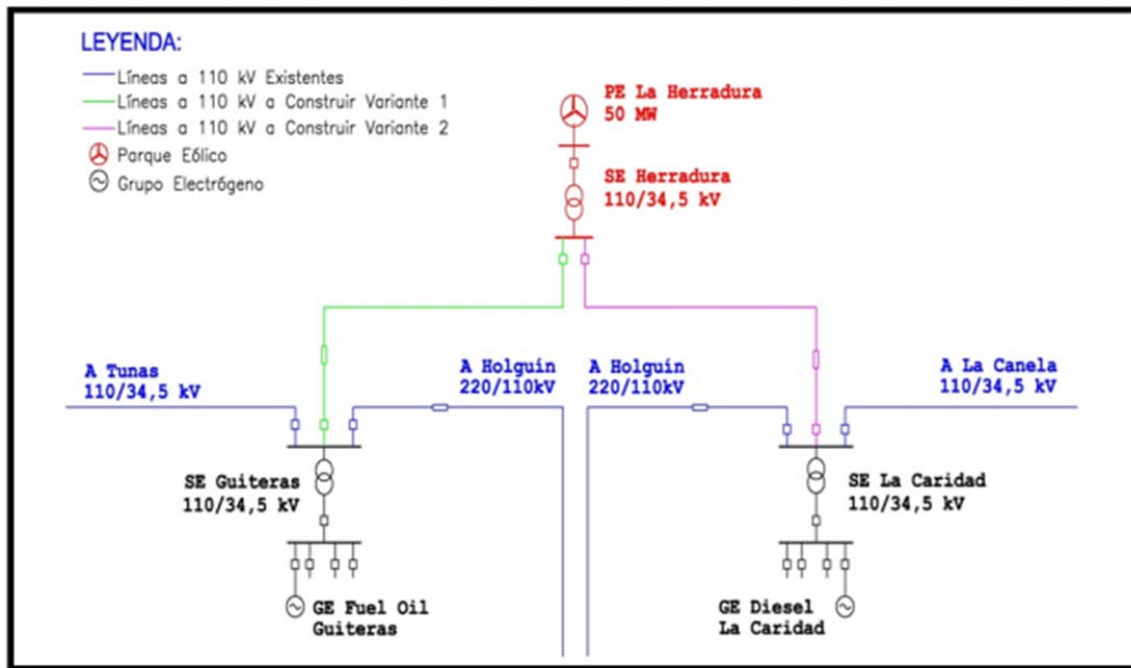 LEYENDA:
Líneas a 110 kV Existentes
Líneas a 110 kV a Construir Variante 1
Líneas a 110 kV a Construir Variante 2
Parque Eólico
Grupo Electrógeno
PE La Herradura
50 MW
SE Herradura
110/34,5 kV
A Tunas
110/34,5 kV
A Holguín
220/110kV
A Holguín
220/110kV
A La Canela
110/34,5 kV
SE Guiteras
110/34,5 kV
SE La Caridad
110/34,5 kV
GE Fuel Oil
Guiteras
GE Diesel
La Caridad